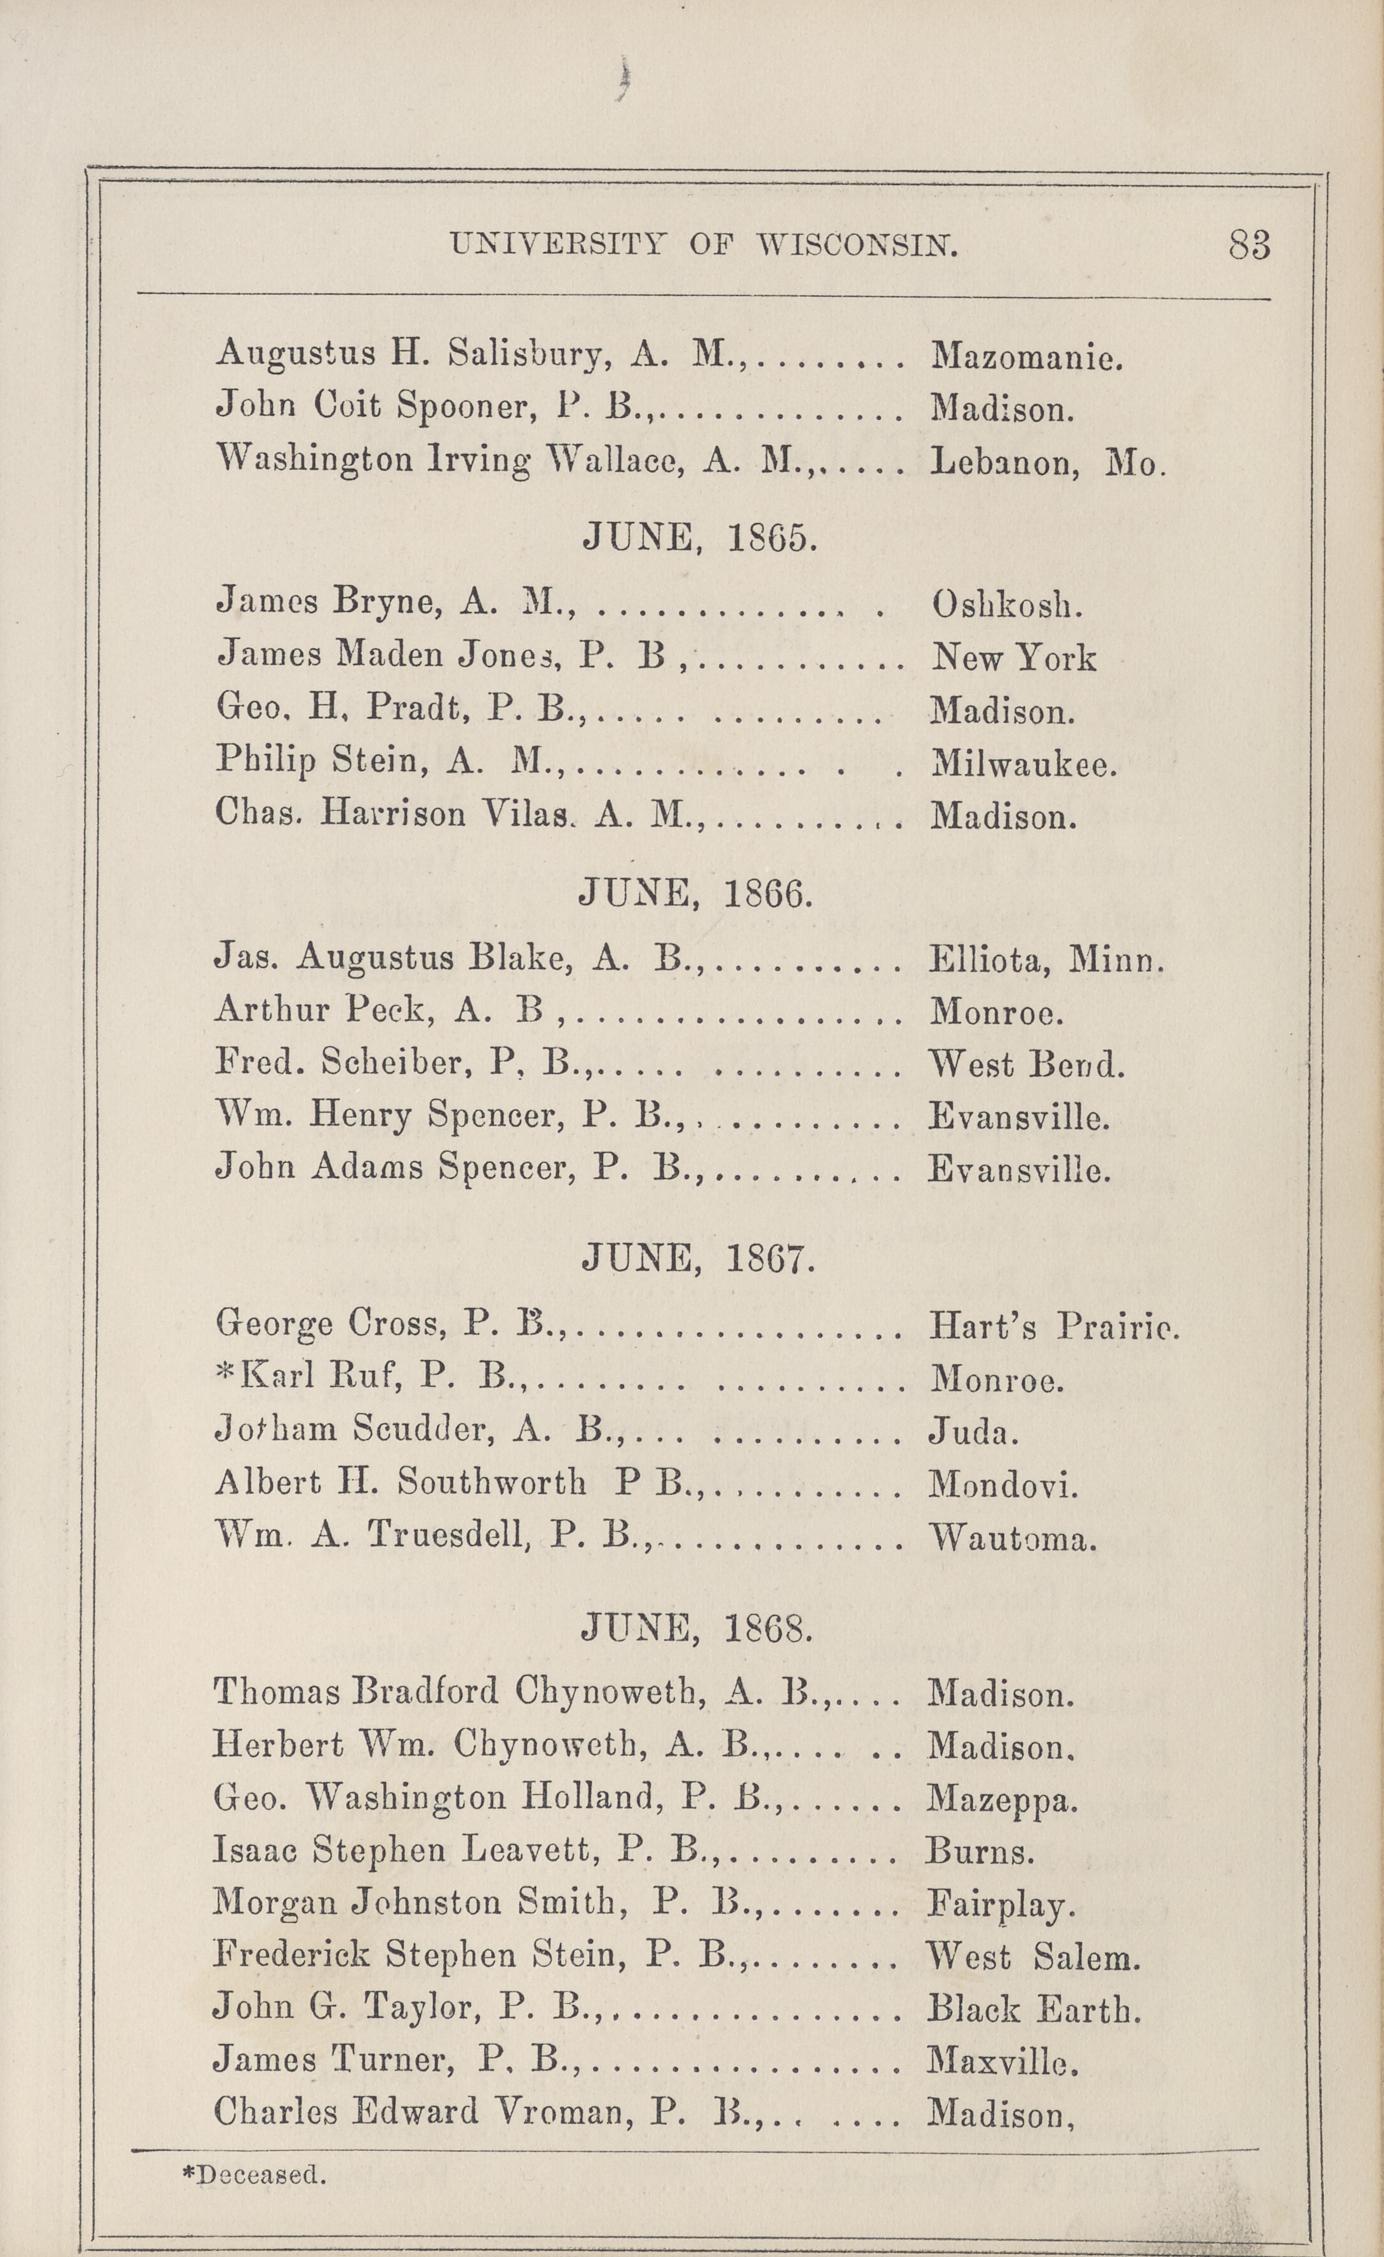 UNIVERSITY OF WISCONSIN. 83
Augustus H. Salisbury, A. M.,........ Mazomanie.
John Coit Spooner, P. B.,............. Madison.
Washington Irving Wallace, A. M.,..... Lebanon, Mo.
JUNE, 1865.
James Bryne, A. M., ............. . Oshkosh.
James Maden Jones, P. B ,........... New York
Geo. H. Pradt, P. B.,..... ......... Madison.
Philip Stein, A. M.,............. . . Milwaukee.
Chas. Harrison Vilas. A. M.,.......... Madison.
JUNE, 1866.
Jas. Augustus Blake, A. B.,.......... Elliota, Minn.
Arthur Peck, A. B ,................. Monroe.
Fred. Scheiber, P, B.,..... .......... West Bend.
Wm. Henry Spencer, P. B.,........... Evansville.
John Adams Spencer, P. B.,.......... Evansville.
JUNE, 1867.
George Cross, P. B.,................. Hart's Prairie.
*Karl Ruf, P. B.,........ .......... Monroe.
Jotham Scudder, A. B.,... .......... Juda.
Albert H. Southworth P B.,.......... Mondovi.
Wm. A. Truesdell, P. B.,............. Wautoma.
JUNE, 1868.
Thomas Bradford Chynoweth, A. B.,.... Madison.
Herbert Wm. Chynoweth, A. B.,.... .. Madison.
Geo. Washington Holland, P. B.,...... Mazeppa.
Isaac Stephen Leavett, P. B.,......... Burns.
Morgan Johnston Smith, P. B.,....... Fairplay.
Frederick Stephen Stein, P. B.,........ West Salem.
John G. Taylor, P. B.,............... Black Earth.
James Turner, P. B.,................ Maxville.
Charles Edward Vroman, P. B.,.. .... Madison,
*Deceased.